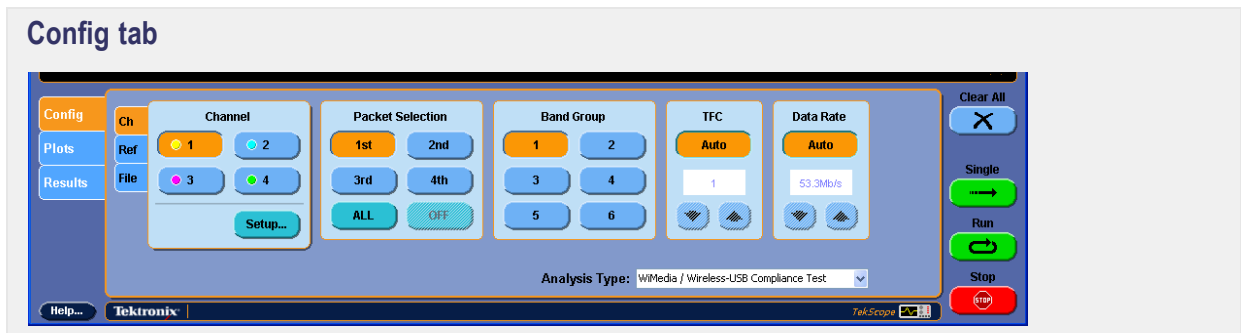 Config tab
Clear All
Config
Plots
Results
Ch
Ref
File
Channel
1
2
3
4
Setup...
Packet Selection
1st
2nd
3rd
4th
ALL
OFF
Band Group
1
2
3
4
5
6
TFC
Auto
1
Data Rate
Auto
53.3Mb/s
Single
Run
Stop
STOP
Analysis Type: WiMedia / Wireless-USB Compliance Test
Help...
Tektronix
TekScope